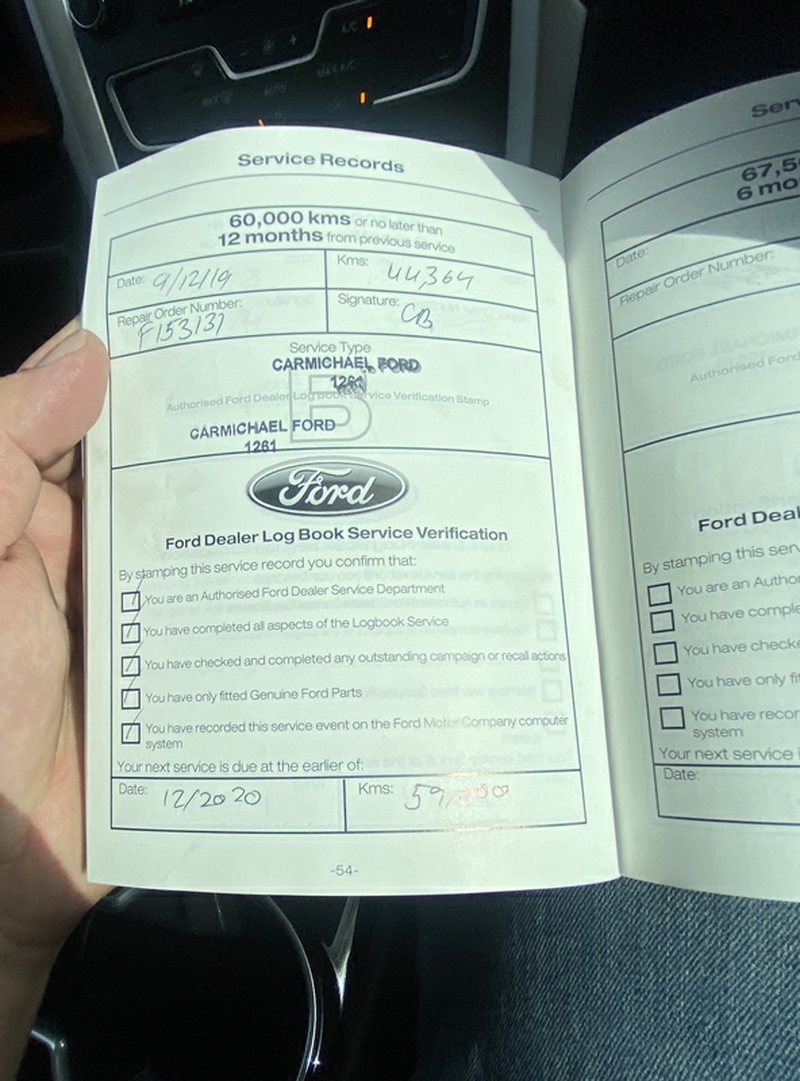 A/C
MAX A/C
AUTO
Service Records
60,000 kms or no later than
12 months from previous service
Date: 9/12/19
Kms: 44,364
Repair Order Number:
F153131
Signature: CB
Service Type
B
CARMICHAEL FORD
1261
Authorised Ford Dealer Log Book Service Verification Stamp
CARMICHAEL FORD
1261
Ford
Ford Dealer Log Book Service Verification
By stamping this service record you confirm that:
You are an Authorised Ford Dealer Service Department
You have completed all aspects of the Logbook Service
You have checked and completed any outstanding campaign or recall actions
You have only fitted Genuine Ford Parts
You have recorded this service event on the Ford Motor Company computer
system
Your next service is due at the earlier of:
Date: 12/2020
Kms: 59,000
-54-
Serv
67,5
6 mo
Date:
Repair Order Number:
Authorised Ford
Ford Deal
By stamping this serv
You are an Author
You have comple
You have checke
You have only fit
You have recor
system
Your next service i
Date: